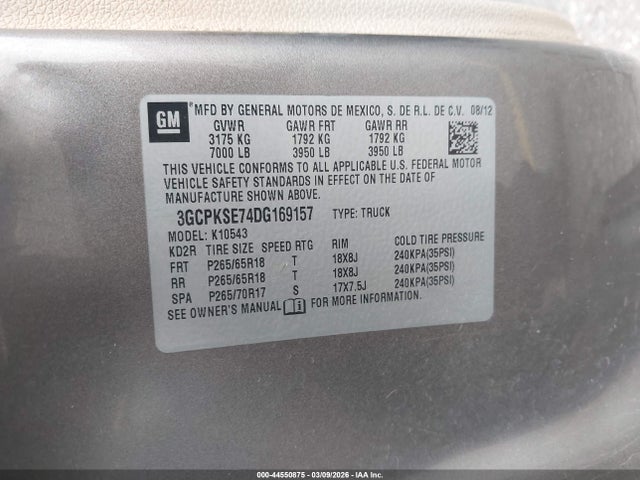 GM
MFD BY GENERAL MOTORS DE MEXICO, S. DE R.L. DE C.V. 08/12
GVWR GAWR FRT GAWR RR
3175 KG 1792 KG 1792 KG
7000 LB 3950 LB 3950 LB
THIS VEHICLE CONFORMS TO ALL APPLICABLE U.S. FEDERAL MOTOR
VEHICLE SAFETY STANDARDS IN EFFECT ON THE DATE OF
MANUFACTURE SHOWN ABOVE.
3GCPKSE74DG169157 TYPE: TRUCK
MODEL: K10543
KD2R TIRE SIZE SPEED RTG RIM COLD TIRE PRESSURE
FRT P265/65R18 T 18X8J 240KPA(35PSI)
RR P265/65R18 T 18X8J 240KPA(35PSI)
SPA P265/70R17 S 17X7.5J 240KPA(35PSI)
SEE OWNER'S MANUAL FOR MORE INFORMATION.
000-44550875 | 03/09/2026 | IAA Inc.